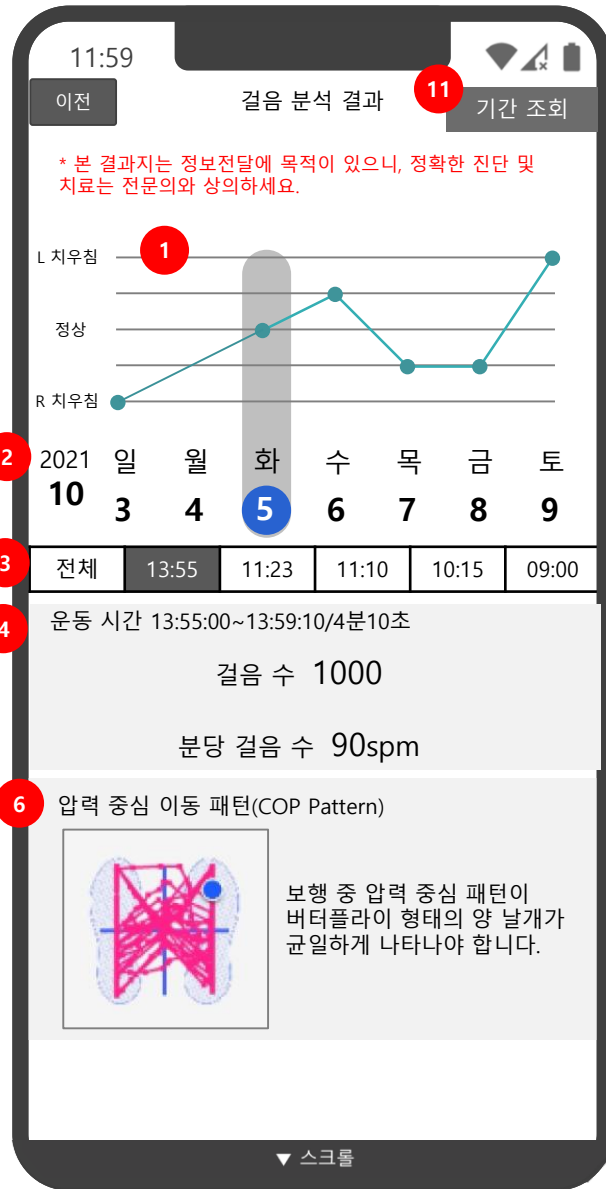 11:59
이전
걸음 분석 결과
11
기간 조회
* 본 결과지는 정보전달에 목적이 있으니, 정확한 진단 및
치료는 전문의와 상의하세요.
1
L 치우침
정상
R 치우침
2
2021 일 월 화 수 목 금 토
10 3 4 5 6 7 8 9
3
전체 13:55 11:23 11:10 10:15 09:00
4
운동 시간 13:55:00~13:59:10/4분10초
걸음 수 1000
분당 걸음 수 90spm
6
압력 중심 이동 패턴(COP Pattern)
보행 중 압력 중심 패턴이
버터플라이 형태의 양 날개가
균일하게 나타나야 합니다.
▼ 스크롤